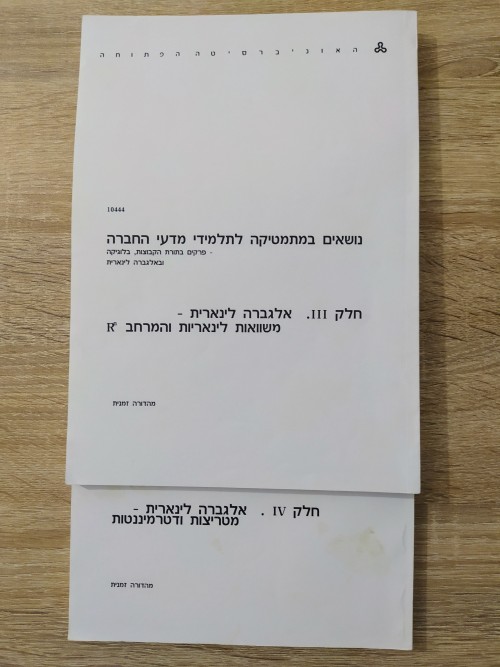 האוניברסיטה הפתוחה
10444
נושאים במתמטיקה לתלמידי מדעי החברה
- פרקים בתורת הקבוצות, בלוגיקה
ובאלגברה לינארית
חלק III. אלגברה לינארית -
משוואות לינאריות והמרחב Rⁿ
מהדורה זמנית
חלק IV . אלגברה לינארית -
מטריצות ודטרמיננטות
מהדורה זמנית